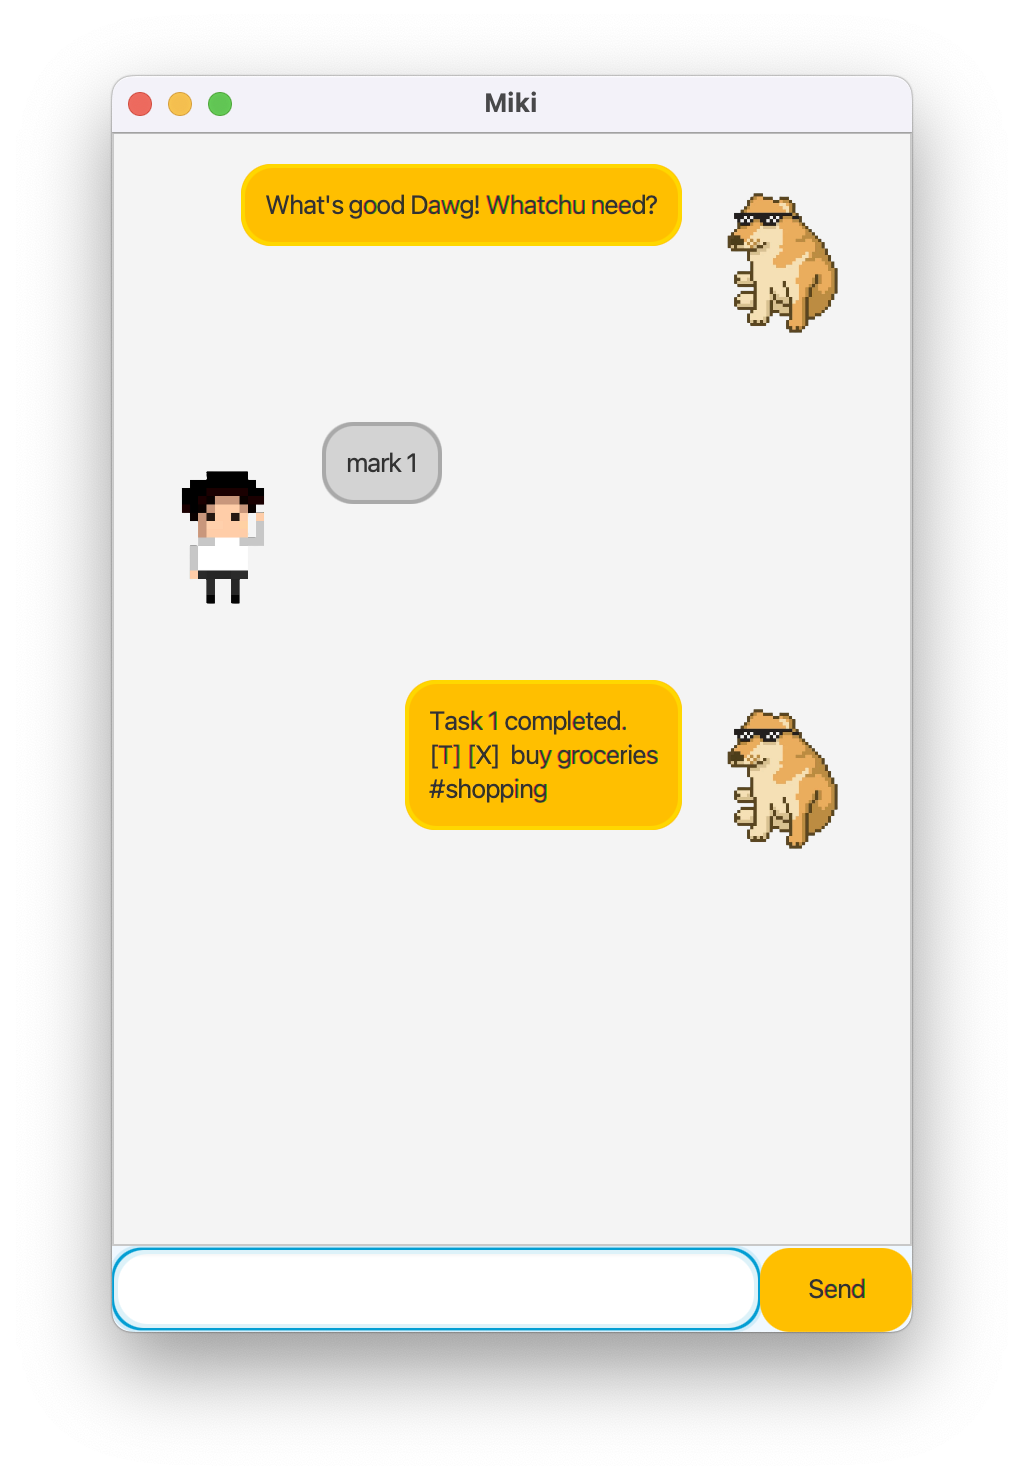 Miki
What's good Dawg! Whatchu need?
mark 1
Task 1 completed.
[T] [X]  buy groceries
#shopping
Send